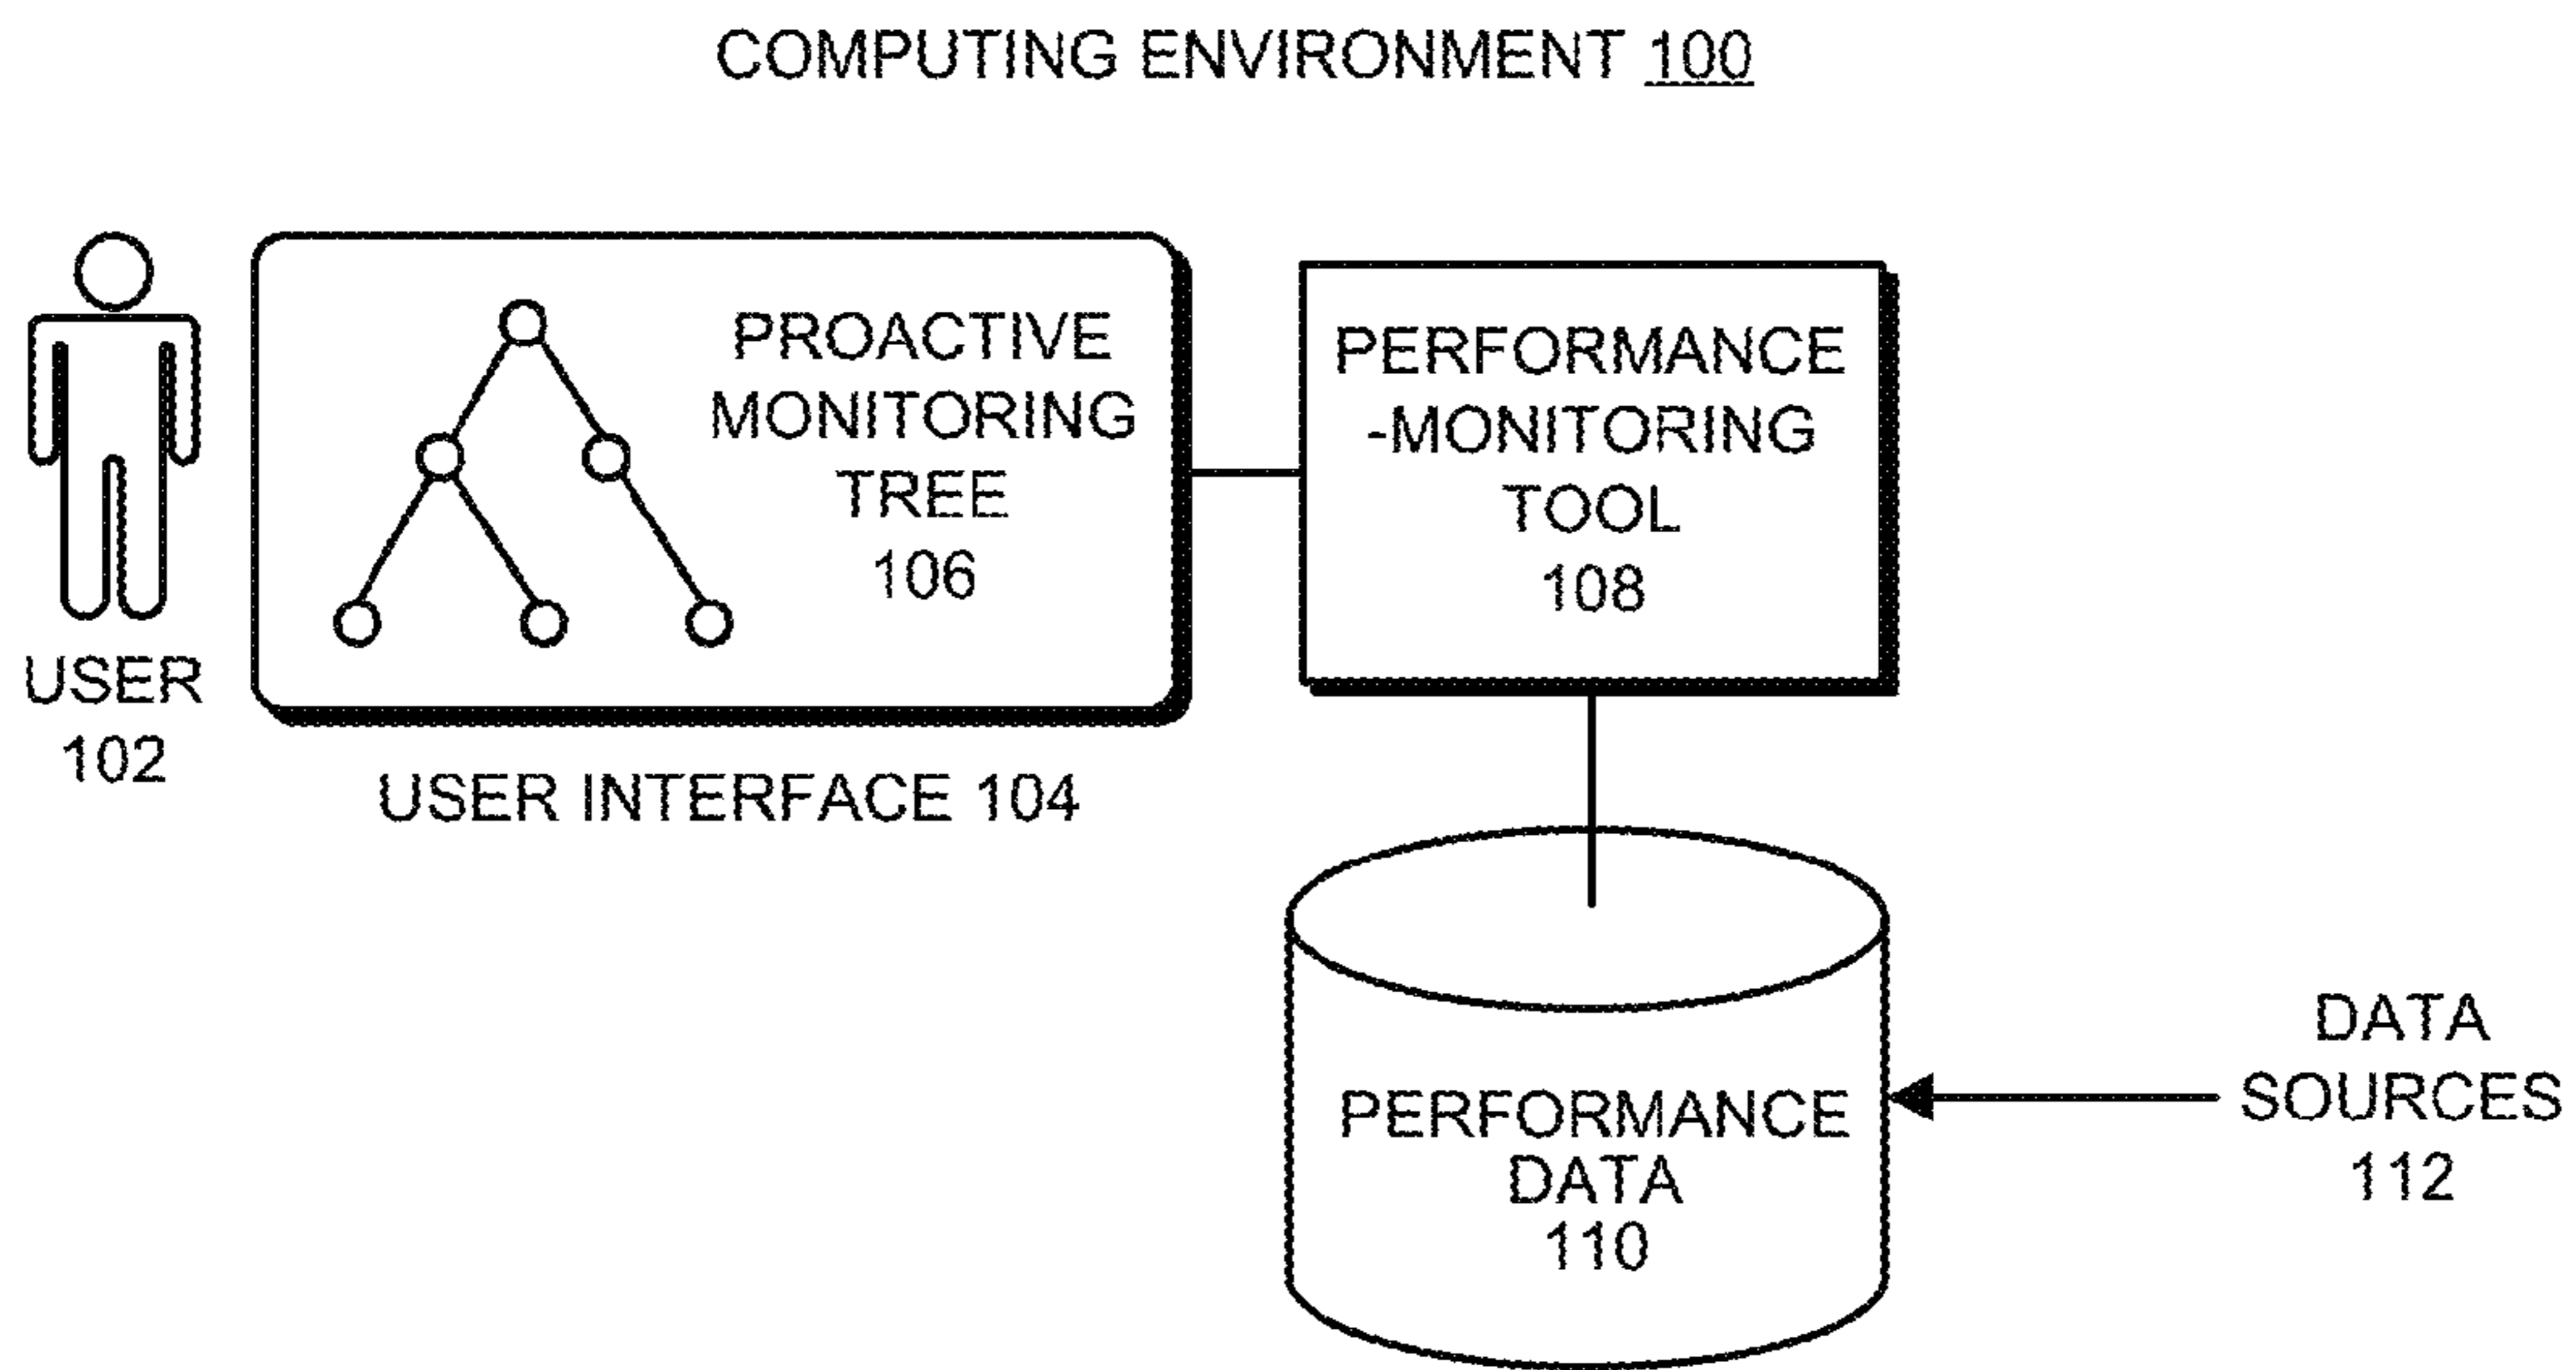 COMPUTING ENVIRONMENT 100
PROACTIVE
MONITORING
TREE
106
USER
102
USER INTERFACE 104
PERFORMANCE
-MONITORING
TOOL
108
PERFORMANCE
DATA
110
DATA
SOURCES
112